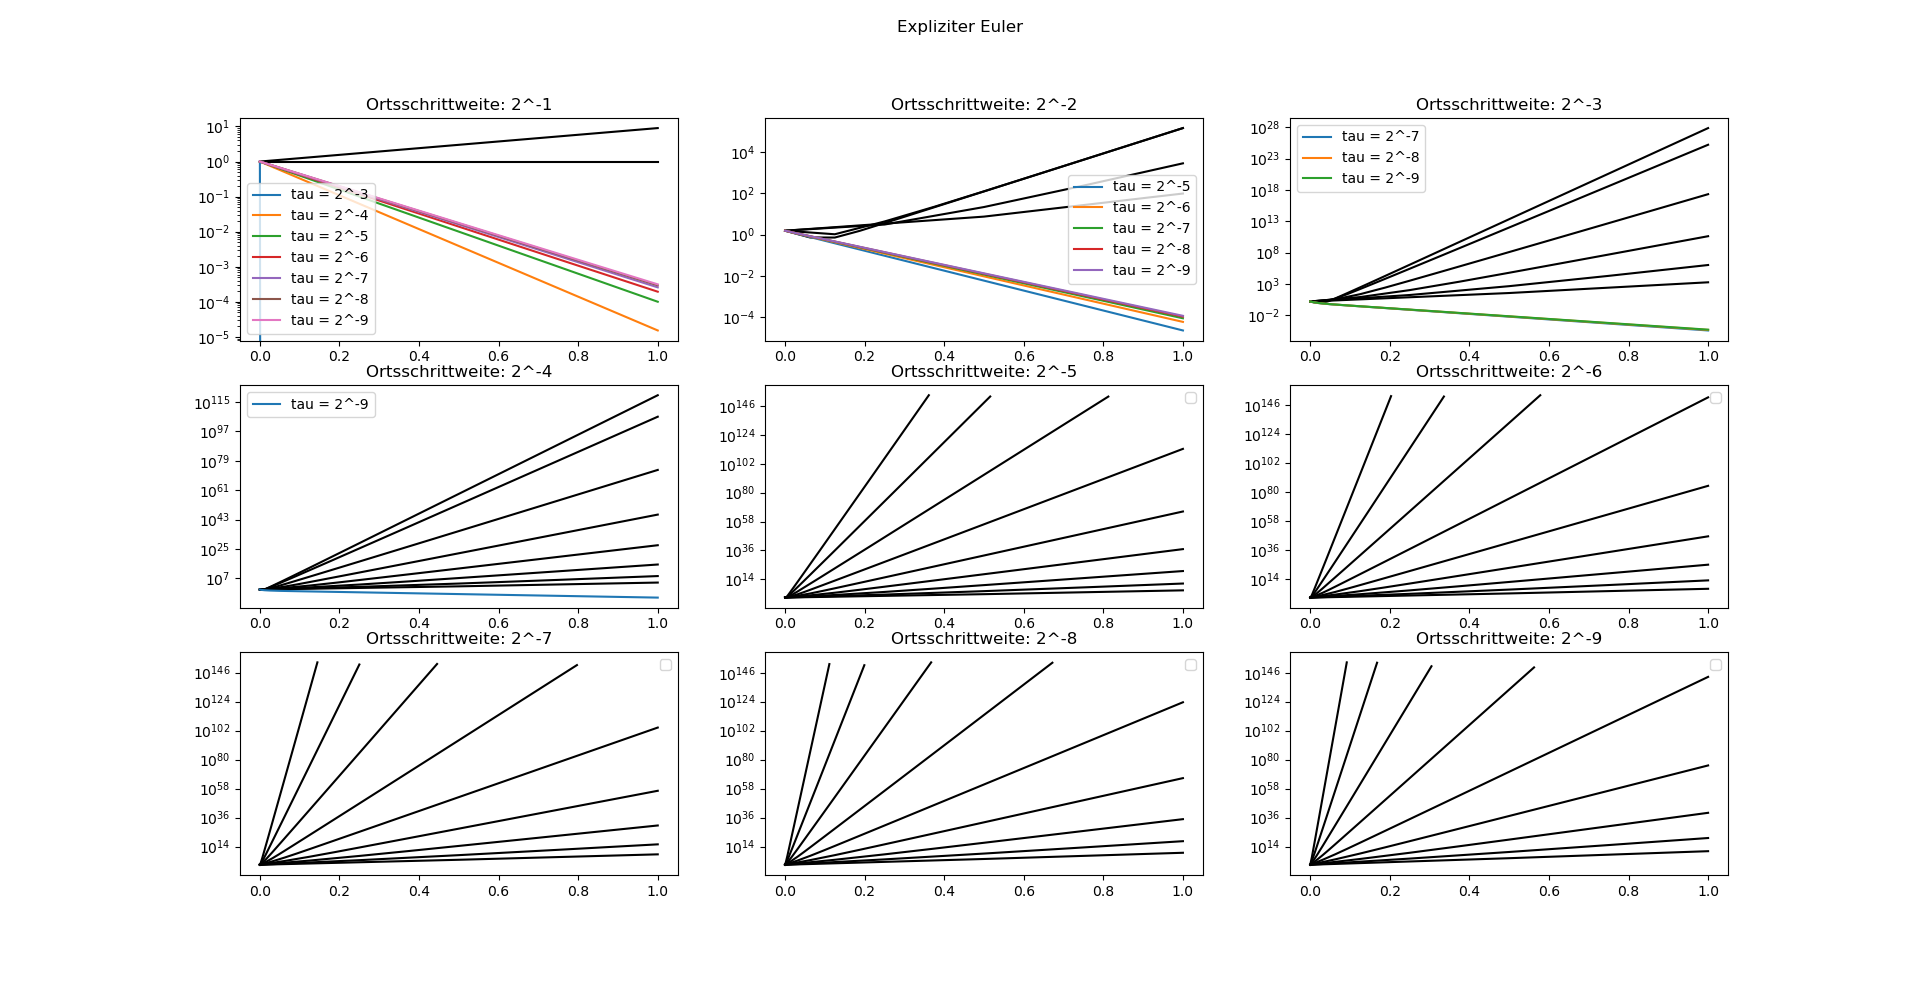 Expliziter Euler
Ortsschrittweite: 2^-1
10^1
10^0
10^-1
10^-2
10^-3
10^-4
10^-5
tau = 2^-3
tau = 2^-4
tau = 2^-5
tau = 2^-6
tau = 2^-7
tau = 2^-8
tau = 2^-9
0.0 0.2 0.4 0.6 0.8 1.0
Ortsschrittweite: 2^-2
10^4
10^2
10^0
10^-2
10^-4
tau = 2^-5
tau = 2^-6
tau = 2^-7
tau = 2^-8
tau = 2^-9
0.0 0.2 0.4 0.6 0.8 1.0
Ortsschrittweite: 2^-3
10^28
10^23
10^18
10^13
10^8
10^3
10^-2
tau = 2^-7
tau = 2^-8
tau = 2^-9
0.0 0.2 0.4 0.6 0.8 1.0
Ortsschrittweite: 2^-4
10^115
10^97
10^79
10^61
10^43
10^25
10^7
tau = 2^-9
0.0 0.2 0.4 0.6 0.8 1.0
Ortsschrittweite: 2^-5
10^146
10^124
10^102
10^80
10^58
10^36
10^14
0.0 0.2 0.4 0.6 0.8 1.0
Ortsschrittweite: 2^-6
10^146
10^124
10^102
10^80
10^58
10^36
10^14
0.0 0.2 0.4 0.6 0.8 1.0
Ortsschrittweite: 2^-7
10^146
10^124
10^102
10^80
10^58
10^36
10^14
0.0 0.2 0.4 0.6 0.8 1.0
Ortsschrittweite: 2^-8
10^146
10^124
10^102
10^80
10^58
10^36
10^14
0.0 0.2 0.4 0.6 0.8 1.0
Ortsschrittweite: 2^-9
10^146
10^124
10^102
10^80
10^58
10^36
10^14
0.0 0.2 0.4 0.6 0.8 1.0